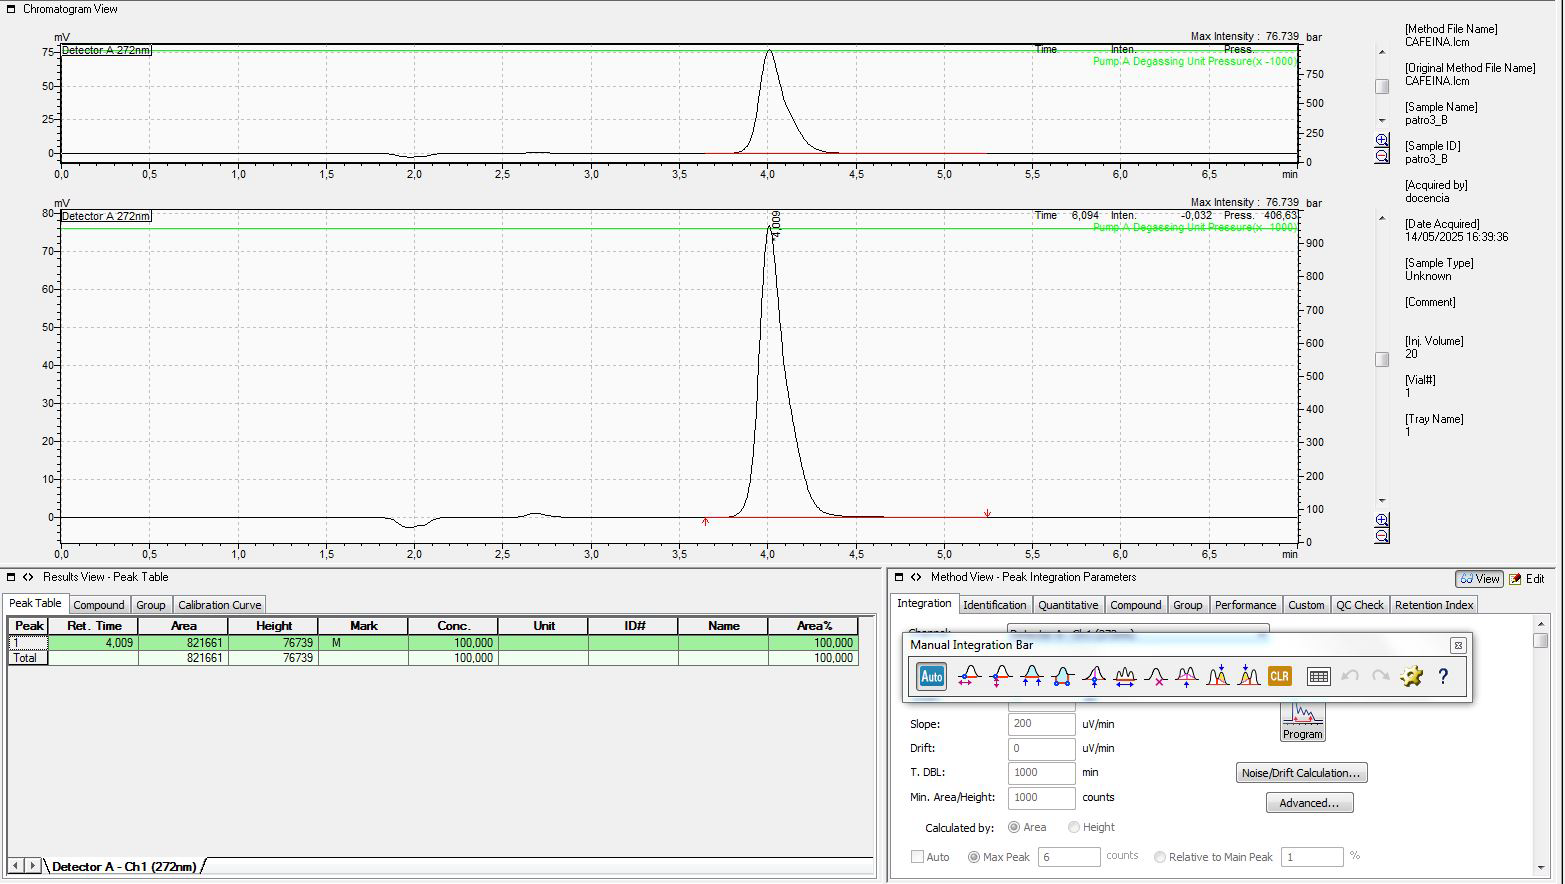 Chromatogram View
mV
Max Intensity : 76.739 bar
Detector A 272nm
Time Inten. Press.
Pump A Degassing Unit Pressure(x -1000)
75
50
25
0
750
500
250
0
0,0 0,5 1,0 1,5 2,0 2,5 3,0 3,5 4,0 4,5 5,0 5,5 6,0 6,5 min
mV
Max Intensity : 76.739 bar
Detector A 272nm
Time 6,094 Inten. -0,032 Press. 406,63
Pump A Degassing Unit Pressure(x -1000)
4,009
80
70
60
50
40
30
20
10
0
900
800
700
600
500
400
300
200
100
0
0,0 0,5 1,0 1,5 2,0 2,5 3,0 3,5 4,0 4,5 5,0 5,5 6,0 6,5 min
[Method File Name]
CAFEINA.lcm
[Original Method File Name]
CAFEINA.lcm
[Sample Name]
patro3_B
[Sample ID]
patro3_B
[Acquired by]
docencia
[Date Acquired]
14/05/2025 16:39:36
[Sample Type]
Unknown
[Comment]
[Inj. Volume]
20
[Vial#]
1
[Tray Name]
1
Results View - Peak Table
Peak Table Compound Group Calibration Curve
Peak Ret. Time Area Height Mark Conc. Unit ID# Name Area%
1 4,009 821661 76739 M 100,000 100,000
Total 821661 76739 100,000 100,000
Detector A - Ch1 (272nm)
Method View - Peak Integration Parameters
View Edit
Integration Identification Quantitative Compound Group Performance Custom QC Check Retention Index
Manual Integration Bar
Auto CLR ?
Slope: 200 uV/min
Program
Drift: 0 uV/min
T. DBL: 1000 min
Noise/Drift Calculation...
Min. Area/Height: 1000 counts
Advanced...
Calculated by: Area Height
Auto Max Peak 6 counts Relative to Main Peak 1 %